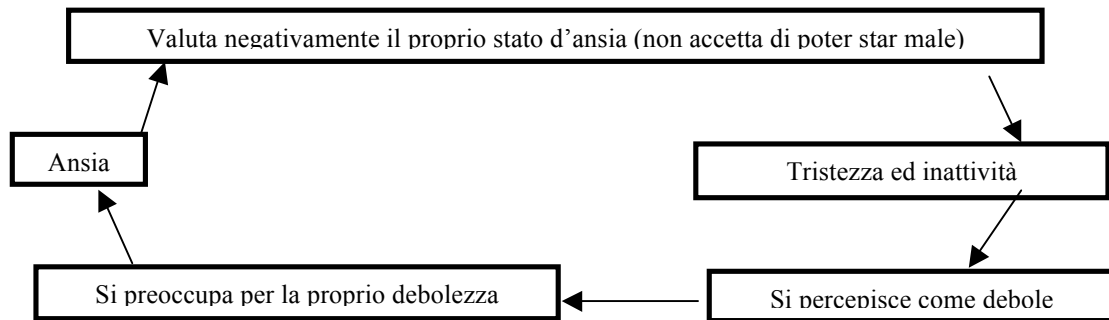 Valuta negativamente il proprio stato d'ansia (non accetta di poter star male)
Ansia
Tristezza ed inattività
Si preoccupa per la proprio debolezza
Si percepisce come debole